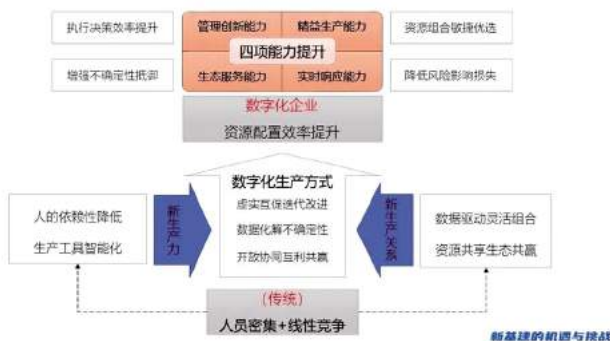 执行决策效率提升
管理创新能力
精益生产能力
资源组合敏捷优选
四项能力提升
增强不确定性抵御
生态服务能力
实时响应能力
降低风险影响损失
数字化企业
资源配置效率提升
数字化生产方式
虚实互促迭代改进
数据化解不确定性
开放协同互利共赢
人的依赖性降低
生产工具智能化
新生产力
新生产关系
数据驱动灵活组合
资源共享生态共赢
(传统)
人员密集+线性竞争
新基建的机遇与挑战